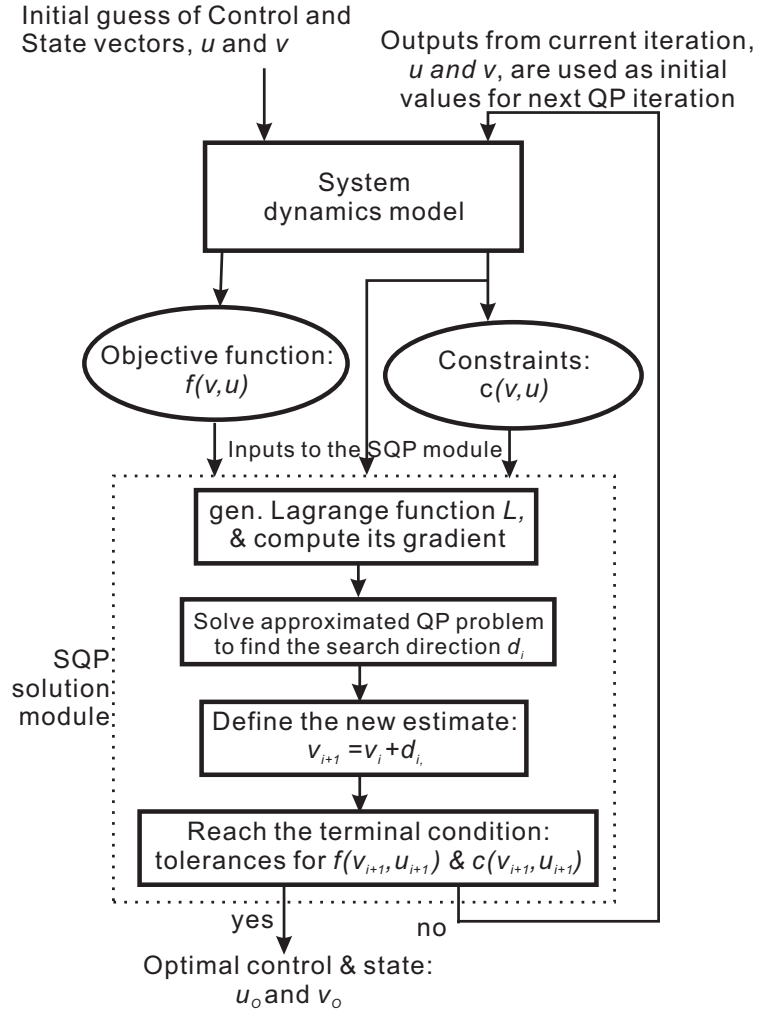 Initial guess of Control and
State vectors, u and v
Outputs from current iteration,
u and v, are used as initial
values for next QP iteration
System
dynamics model
Objective function:
f(v,u)
Constraints:
c(v,u)
Inputs to the SQP module
gen. Lagrange function L,
& compute its gradient
Solve approximated QP problem
to find the search direction dᵢ
SQP
solution
module
Define the new estimate:
vᵢ₊₁ =vᵢ+dᵢ,
Reach the terminal condition:
tolerances for f(vᵢ₊₁,uᵢ₊₁) & c(vᵢ₊₁,uᵢ₊₁)
yes
no
Optimal control & state:
u₀ and v₀